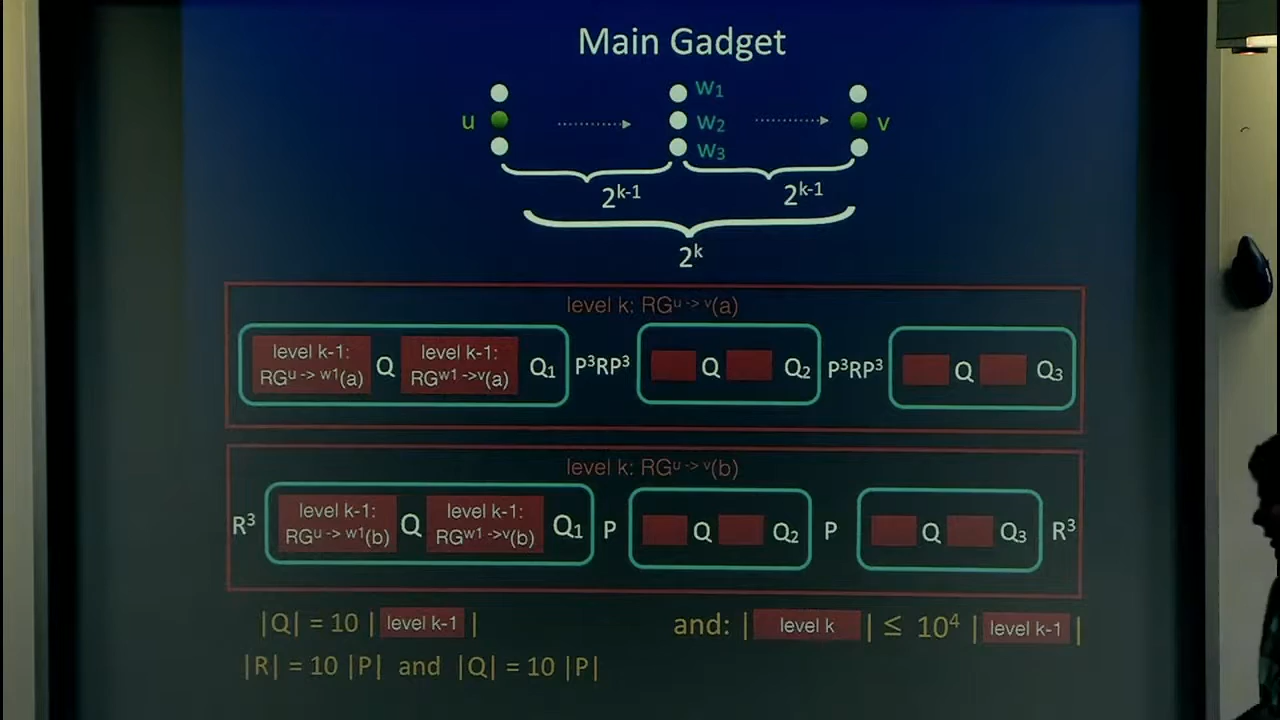 Main Gadget
w₁
u w₂ v
w₃
2ᵏ⁻¹ 2ᵏ⁻¹
2ᵏ
level k: RGᵘ ⁻ ˃ ᵛ(a)
level k-1: RGᵘ ⁻ ˃ ʷ¹(a) Q level k-1: RGʷ¹ ⁻˃ᵛ(a) Q₁ P³RP³ Q Q₂ P³RP³ Q Q₃
level k: RGᵘ ⁻ ˃ ᵛ(b)
R³ level k-1: RGᵘ ⁻ ˃ ʷ¹(b) Q level k-1: RGʷ¹ ⁻˃ᵛ(b) Q₁ P Q Q₂ P Q Q₃ R³
|Q| = 10 | level k-1 | and: | level k | ≤ 10⁴ | level k-1 |
|R| = 10 |P| and |Q| = 10 |P|